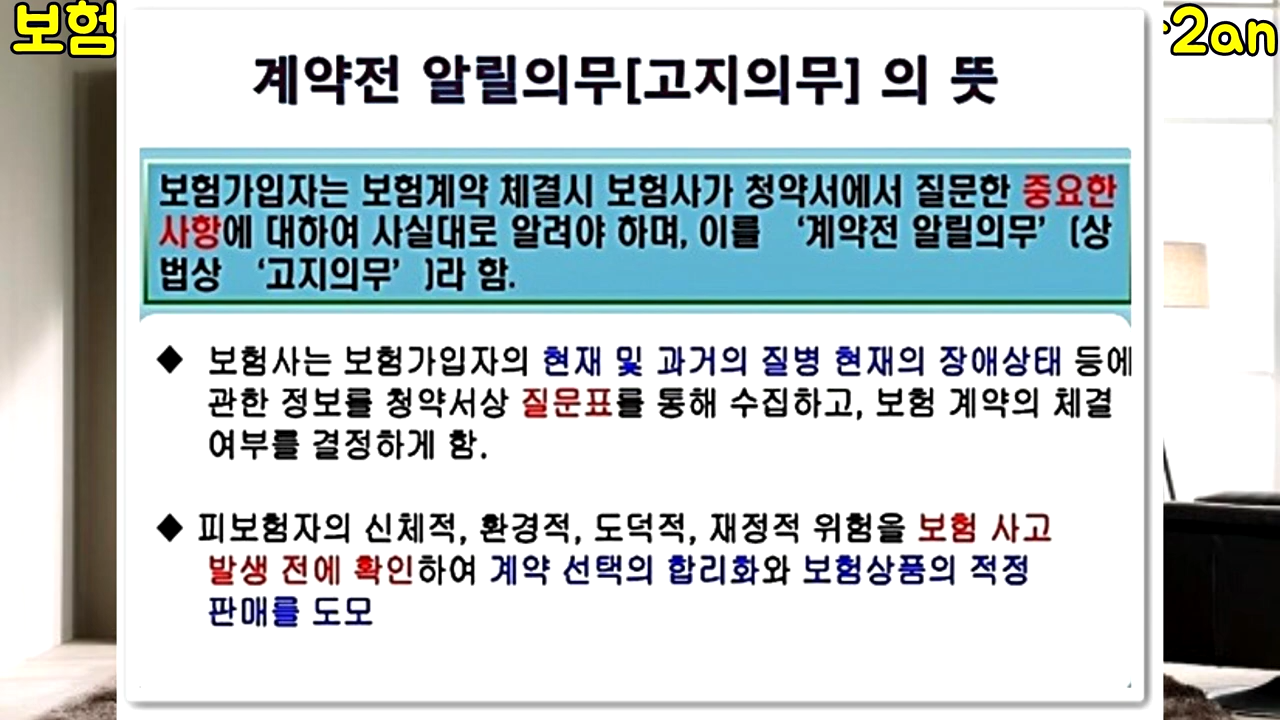 보험
2an
계약전 알릴의무[고지의무] 의 뜻
보험가입자는 보험계약 체결시 보험사가 청약서에서 질문한 중요한
사항에 대하여 사실대로 알려야 하며, 이를 ‘계약전 알릴의무’ (상
법상 ‘고지의무’ )라 함.
◆ 보험사는 보험가입자의 현재 및 과거의 질병 현재의 장애상태 등에
관한 정보를 청약서상 질문표를 통해 수집하고, 보험 계약의 체결
여부를 결정하게 함.
◆ 피보험자의 신체적, 환경적, 도덕적, 재정적 위험을 보험 사고
발생 전에 확인하여 계약 선택의 합리화와 보험상품의 적정
판매를 도모